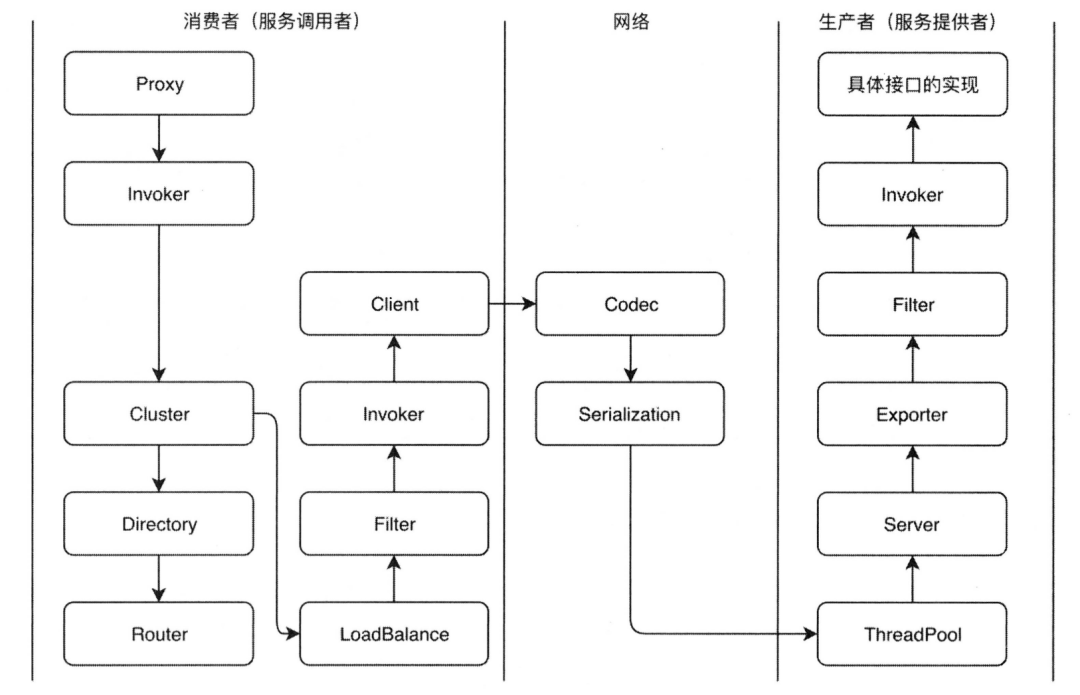 消费者（服务调用者）
网络
生产者（服务提供者）
Proxy
Invoker
Cluster
Directory
Router
Client
Invoker
Filter
LoadBalance
Codec
Serialization
具体接口的实现
Invoker
Filter
Exporter
Server
ThreadPool